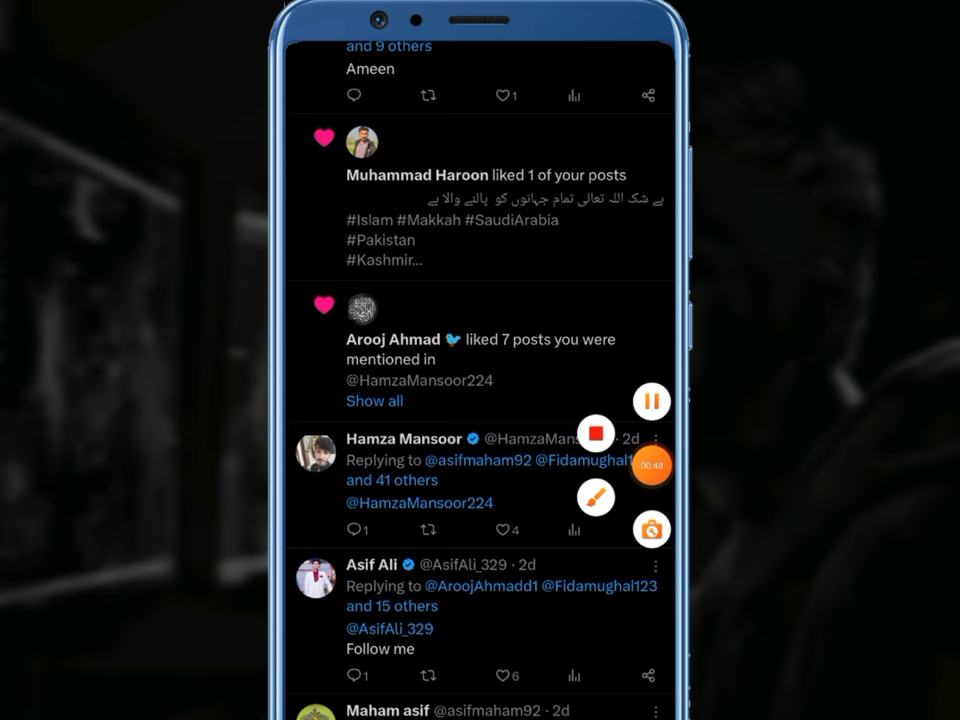 and 9 others
Ameen
1
Muhammad Haroon liked 1 of your posts
بے شک اللہ تعالی تمام جہانوں کو پالنے والا ہے
#Islam #Makkah #SaudiArabia
#Pakistan
#Kashmir...
Arooj Ahmad 🐦 liked 7 posts you were
mentioned in
@HamzaMansoor224
Show all
Hamza Mansoor @HamzaMans · 2d
Replying to @asifmaham92 @Fidamughal1
and 41 others
@HamzaMansoor224
1 4
00:48
Asif Ali @AsifAli_329 · 2d
Replying to @AroojAhmadd1 @Fidamughal123
and 15 others
@AsifAli_329
Follow me
1 6
Maham asif @asifmaham92 · 2d